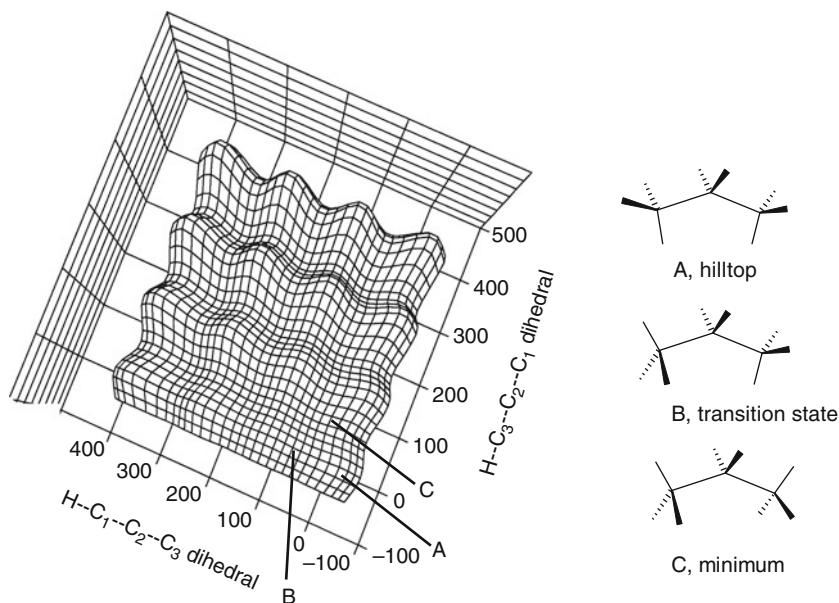 500
400
300
200
100
0
−100
H--C3--C2--C1 dihedral
400
300
200
100
0
−100
H--C1--C2--C3 dihedral
C
A
B
A, hilltop
B, transition state
C, minimum